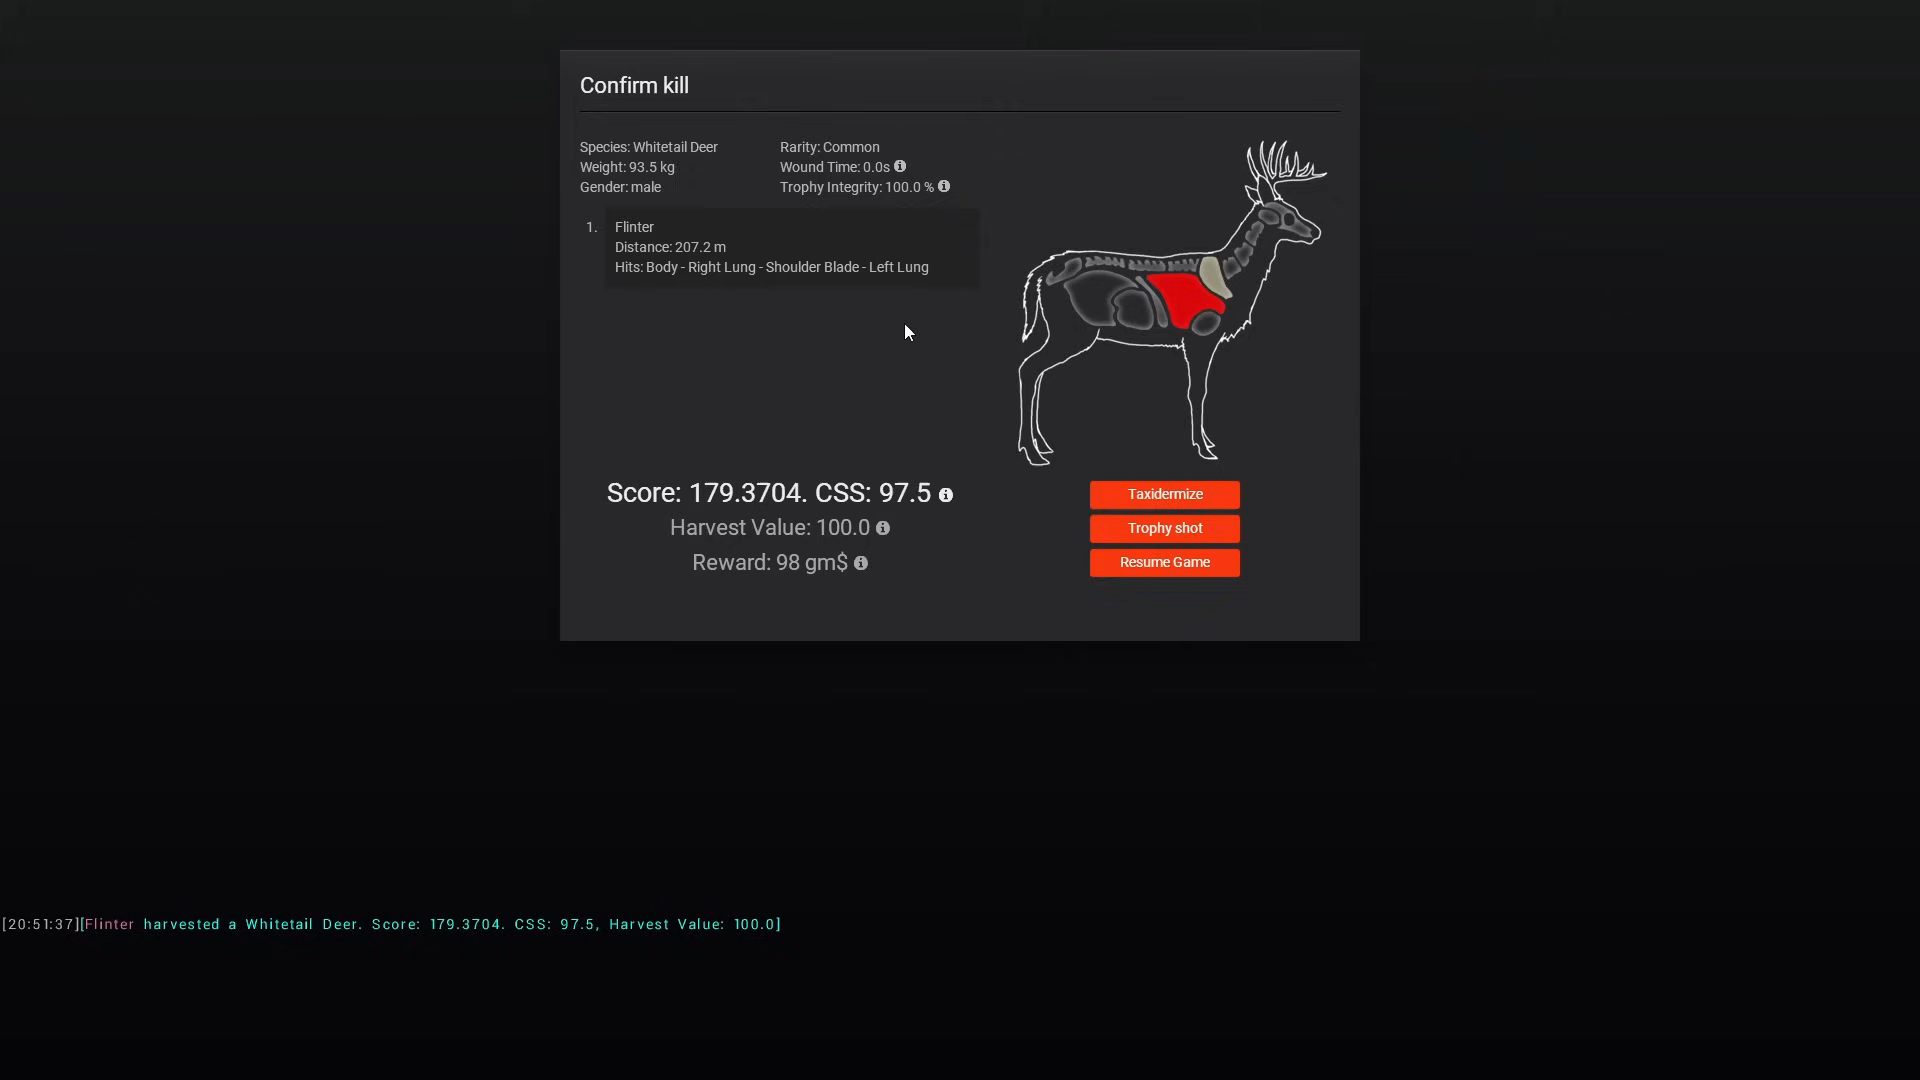 Confirm kill
Species: Whitetail Deer
Weight: 93.5 kg
Gender: male
Rarity: Common
Wound Time: 0.0s
Trophy Integrity: 100.0 %
1. Flinter
Distance: 207.2 m
Hits: Body - Right Lung - Shoulder Blade - Left Lung
Score: 179.3704. CSS: 97.5
Harvest Value: 100.0
Reward: 98 gm$
Taxidermize
Trophy shot
Resume Game
[20:51:37][Flinter harvested a Whitetail Deer. Score: 179.3704. CSS: 97.5, Harvest Value: 100.0]